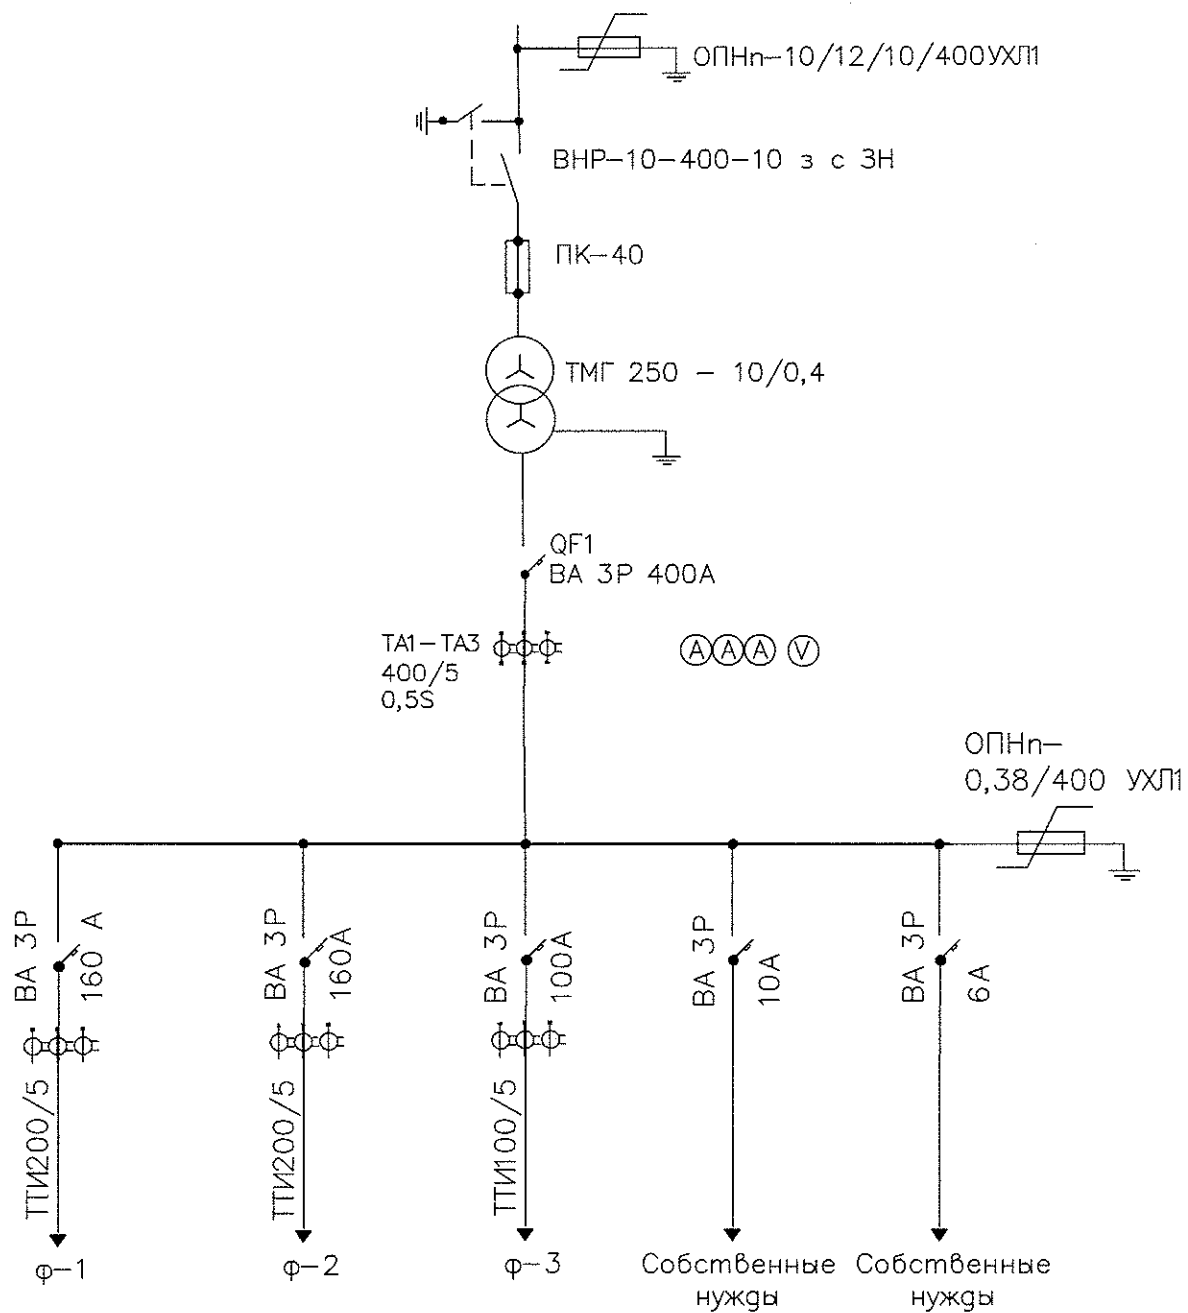 ОПНп-10/12/10/400УХЛ1
ВНР-10-400-10 з с ЗН
ПК-40
ТМГ 250 - 10/0,4
QF1
ВА 3Р 400А
ТА1-ТА3
400/5
0,5S
А А А V
ОПНп-
0,38/400 УХЛ1
ВА 3Р
160 А
ТТИ200/5
ВА 3Р
160А
ТТИ200/5
ВА 3Р
100А
ТТИ100/5
ВА 3Р
10А
ВА 3Р
6А
ф-1
ф-2
ф-3
Собственные
нужды
Собственные
нужды